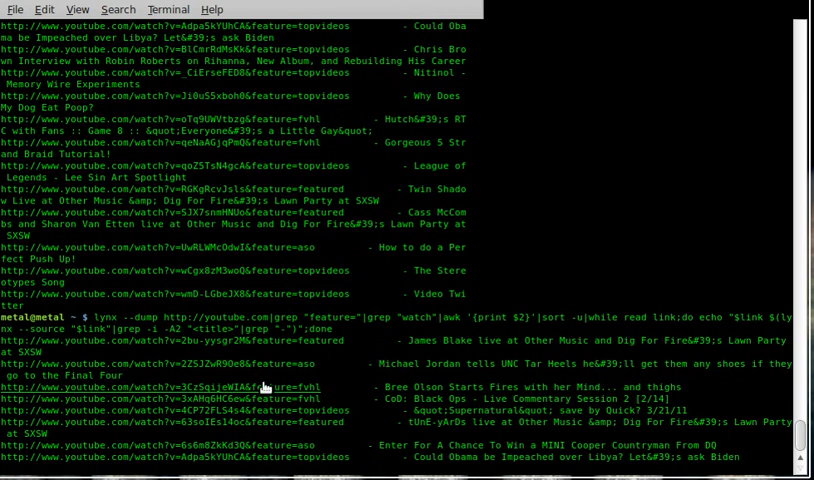 File Edit View Search Terminal Help
http://www.youtube.com/watch?v=Adpa5kYUhCA&feature=topvideos - Could Oba
ma be Impeached over Libya? Let&#39;s ask Biden
http://www.youtube.com/watch?v=BlCmrRdMsKk&feature=topvideos - Chris Bro
wn Interview with Robin Roberts on Rihanna, New Album, and Rebuilding His Career
http://www.youtube.com/watch?v=_CiErseFED8&feature=topvideos - Nitinol -
 Memory Wire Experiments
http://www.youtube.com/watch?v=Ji0uS5xboh0&feature=topvideos - Why Does
My Dog Eat Poop?
http://www.youtube.com/watch?v=oTq9UWVtbzg&feature=fvhl - Hutch&#39;s RT
C with Fans :: Game 8 :: &quot;Everyone&#39;s a Little Gay&quot;
http://www.youtube.com/watch?v=qeNaAGjqPmQ&feature=fvhl - Gorgeous 5 Str
and Braid Tutorial!
http://www.youtube.com/watch?v=qoZ5TsN4gcA&feature=topvideos - League of
 Legends - Lee Sin Art Spotlight
http://www.youtube.com/watch?v=RGKgRcvJsls&feature=featured - Twin Shado
w Live at Other Music &amp; Dig For Fire&#39;s Lawn Party at SXSW
http://www.youtube.com/watch?v=SJX7snmHNUo&feature=featured - Cass McCom
bs and Sharon Van Etten live at Other Music and Dig For Fire&#39;s Lawn Party at
 SXSW
http://www.youtube.com/watch?v=UwRLWMcOdwI&feature=aso - How to do a Per
fect Push Up!
http://www.youtube.com/watch?v=wCgx8zM3woQ&feature=topvideos - The Stere
otypes Song
http://www.youtube.com/watch?v=wmD-LGbeJX8&feature=topvideos - Video Twi
tter
metal@metal ~ $ lynx --dump http://youtube.com|grep "feature="|grep "watch"|awk '{print $2}'|sort -u|while read link;do echo "$link $(ly
nx --source "$link"|grep -i -A2 "<title>"|grep "-")";done
http://www.youtube.com/watch?v=2bu-yysgr2M&feature=featured - James Blake live at Other Music and Dig For Fire&#39;s Lawn Party
at SXSW
http://www.youtube.com/watch?v=2ZSJZwR9Oe8&feature=aso - Michael Jordan tells UNC Tar Heels he&#39;ll get them any shoes if they
 go to the Final Four
http://www.youtube.com/watch?v=3CzSqijeWIA&feature=fvhl - Bree Olson Starts Fires with her Mind... and thighs
http://www.youtube.com/watch?v=3xAHq6HC6ew&feature=fvhl - CoD: Black Ops - Live Commentary Session 2 [2/14]
http://www.youtube.com/watch?v=4CP72FLS4s4&feature=topvideos - &quot;Supernatural&quot; save by Quick? 3/21/11
http://www.youtube.com/watch?v=63soIEs14oc&feature=featured - tUnE-yArDs live at Other Music &amp; Dig For Fire&#39;s Lawn Party
 at SXSW
http://www.youtube.com/watch?v=6s6m8ZkKd3Q&feature=aso - Enter For A Chance To Win a MINI Cooper Countryman From DQ
http://www.youtube.com/watch?v=Adpa5kYUhCA&feature=topvideos - Could Obama be Impeached over Libya? Let&#39;s ask Biden